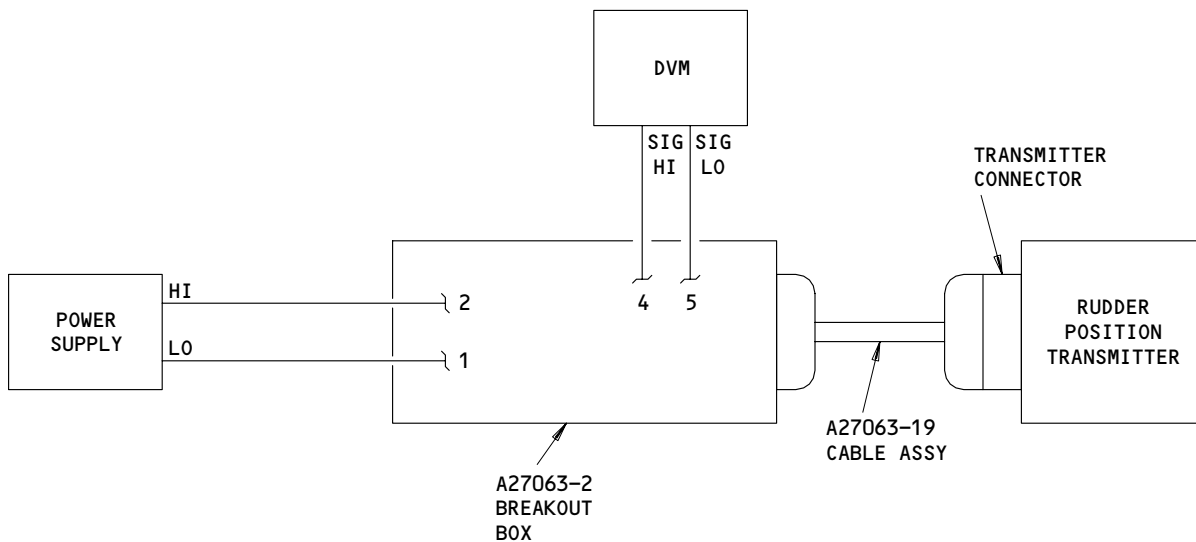 DVM
SIG SIG
HI LO
TRANSMITTER
CONNECTOR
HI
2
4 5
POWER
SUPPLY
RUDDER
POSITION
TRANSMITTER
LO
1
A27063-19
CABLE ASSY
A27063-2
BREAKOUT
BOX